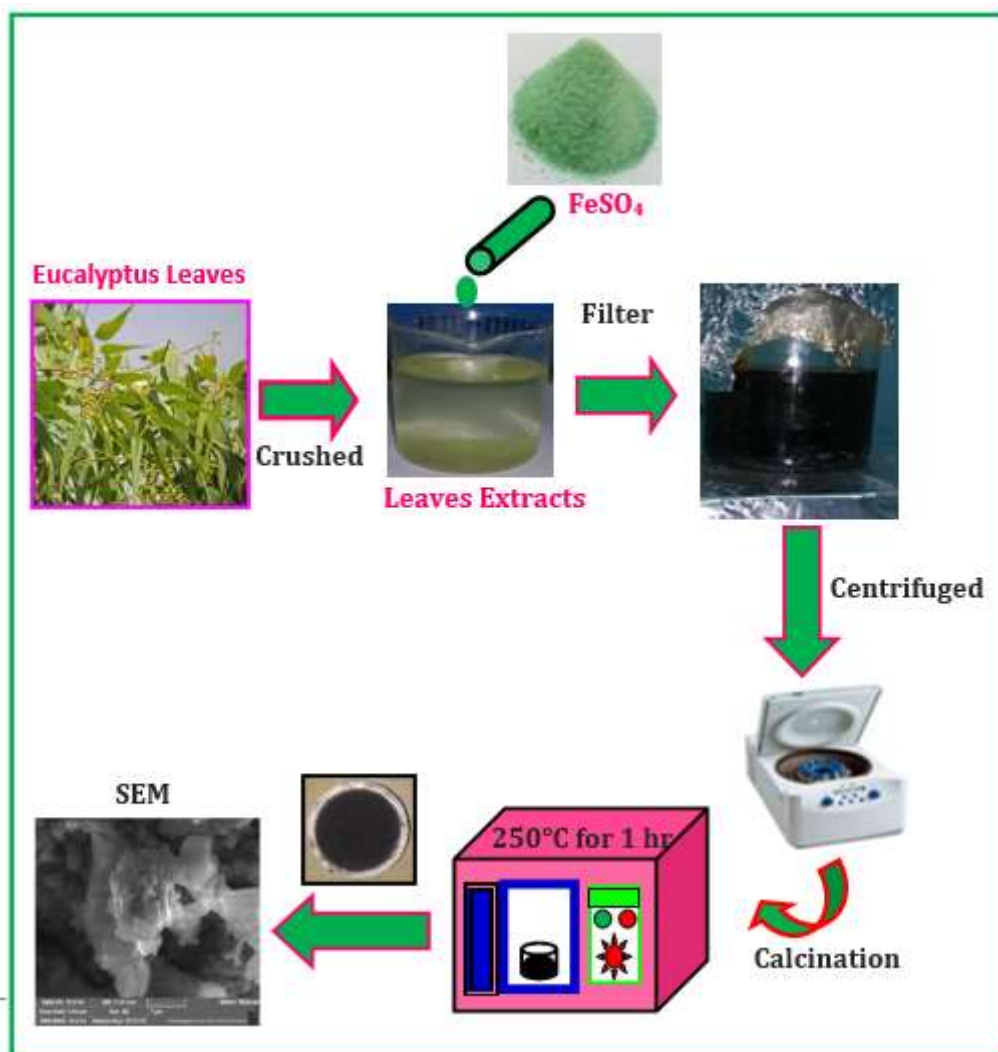 FeSO₄
Eucalyptus Leaves
Filter
Crushed
Leaves Extracts
Centrifuged
SEM
250°C for 1 hr
Calcination